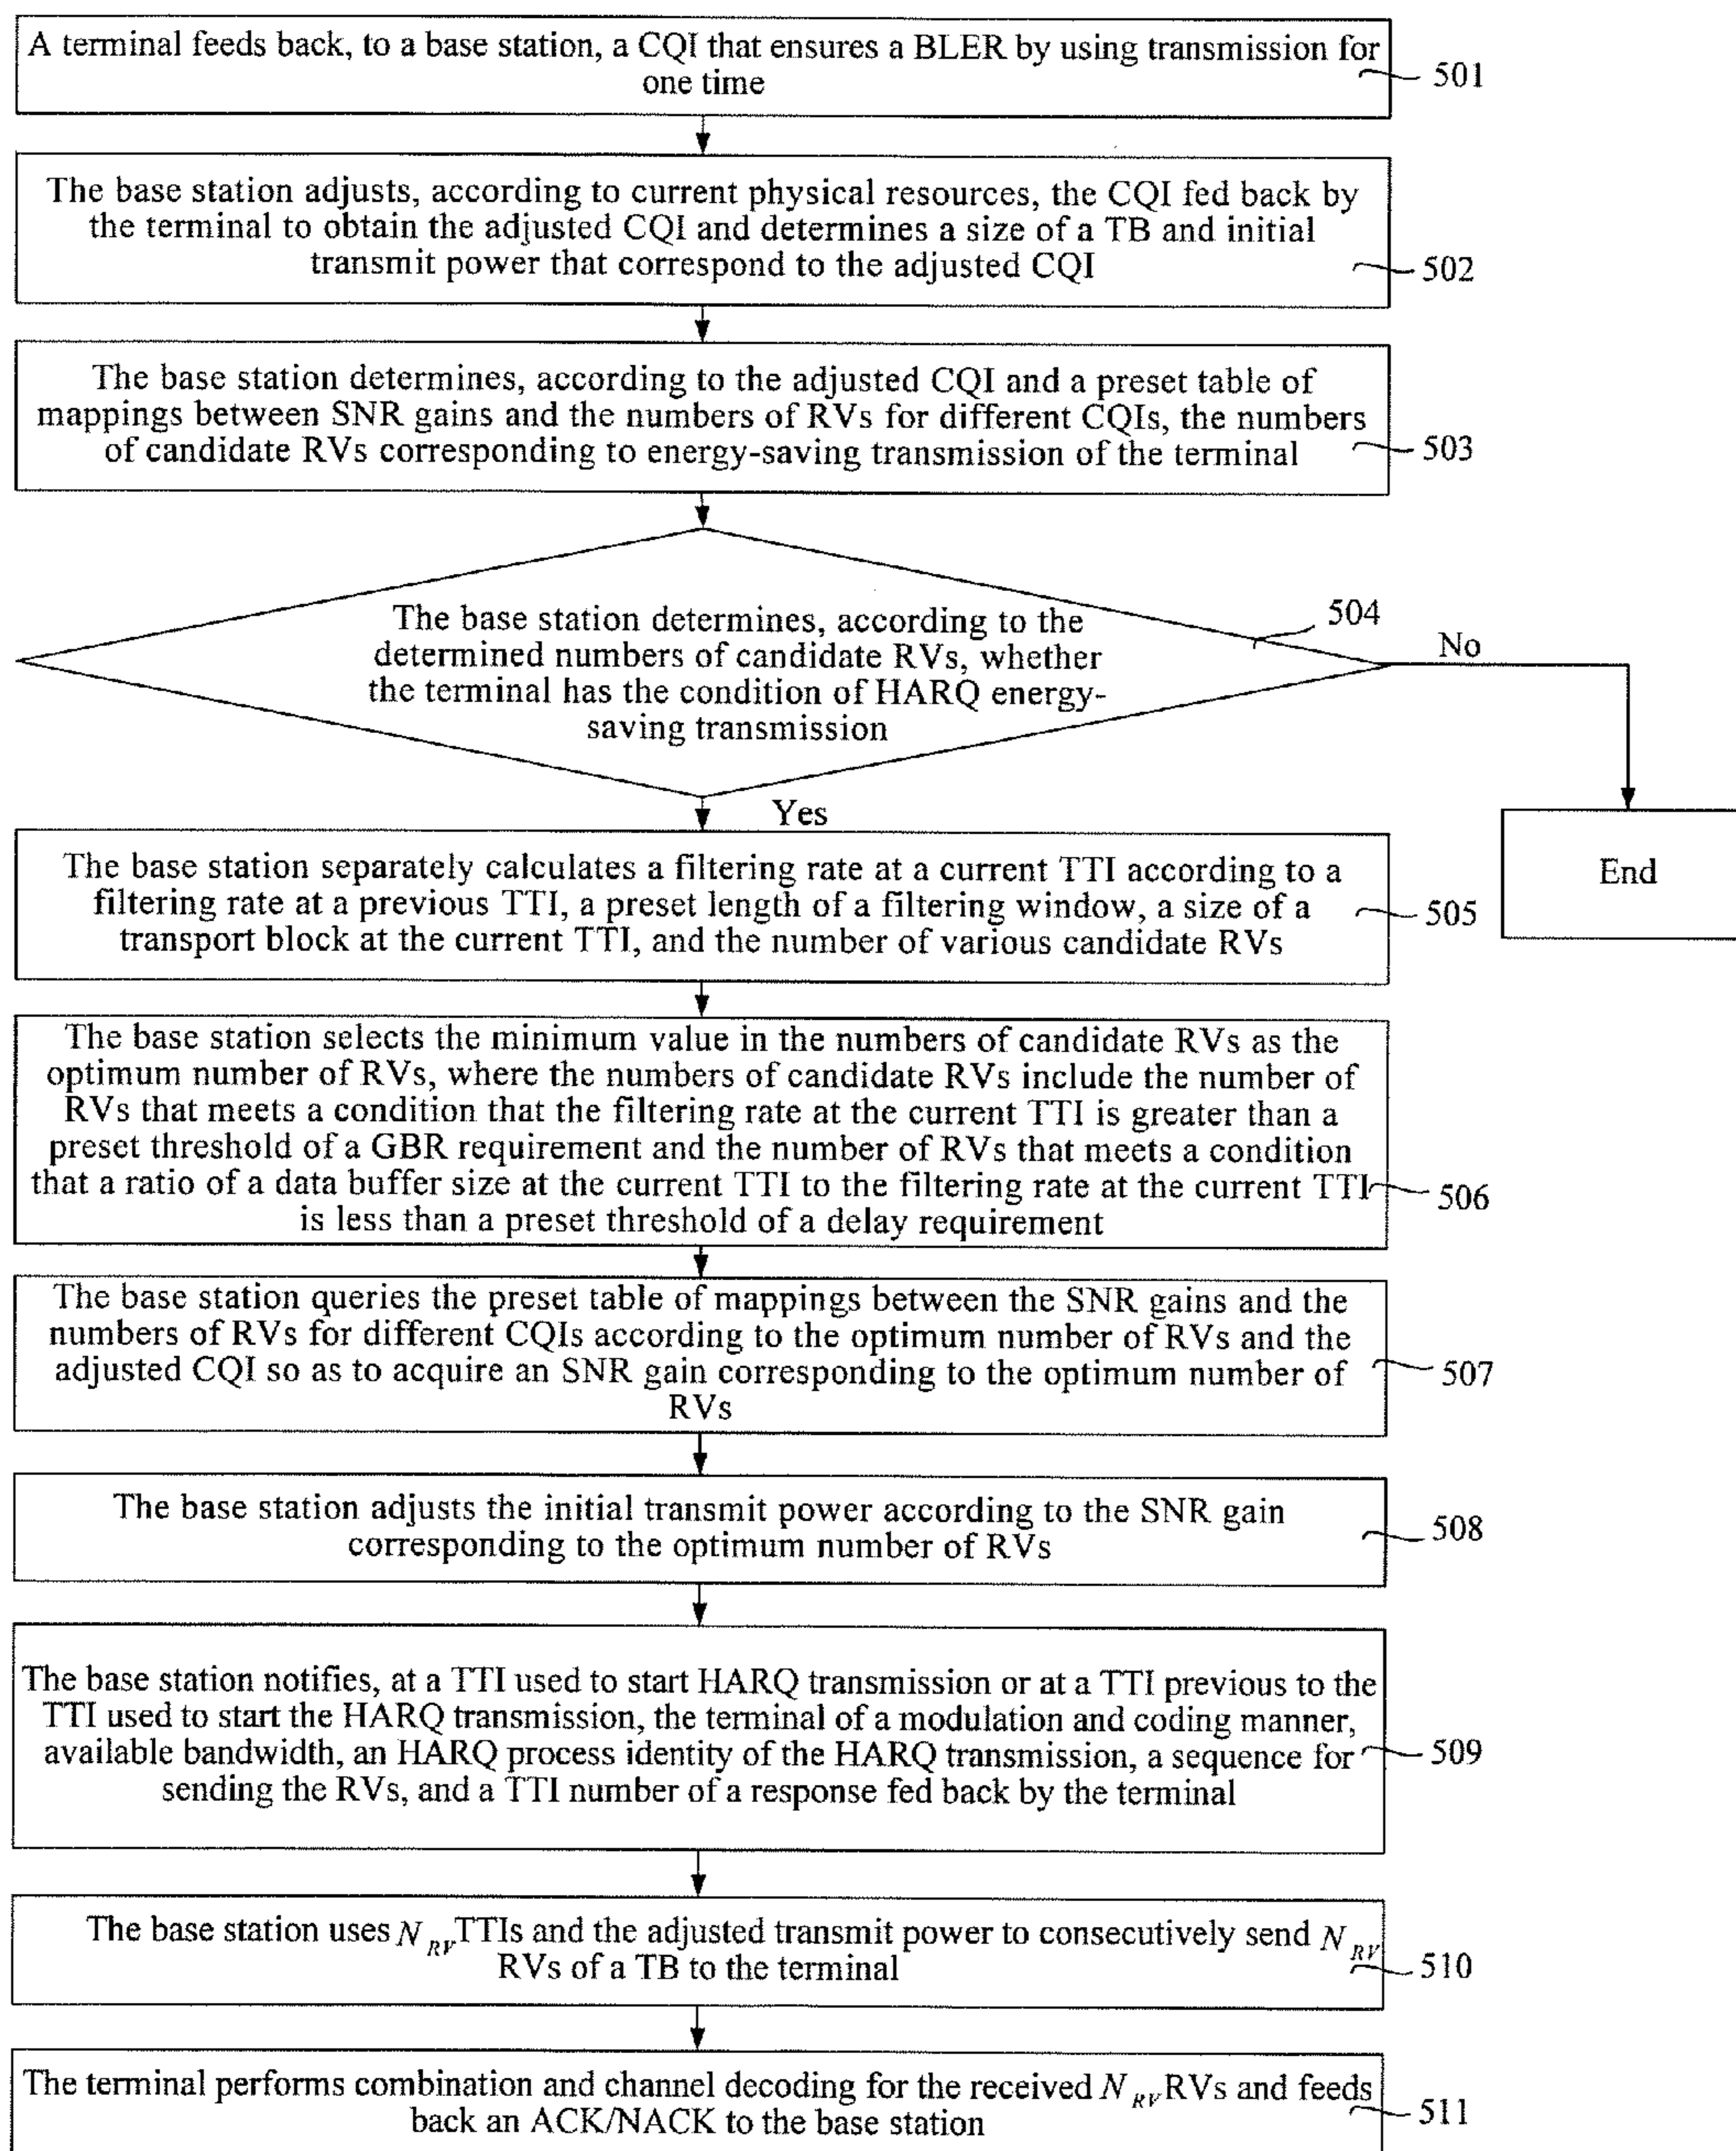 A terminal feeds back, to a base station, a CQI that ensures a BLER by using transmission for
one time
501
The base station adjusts, according to current physical resources, the CQI fed back by
the terminal to obtain the adjusted CQI and determines a size of a TB and initial
transmit power that correspond to the adjusted CQI
502
The base station determines, according to the adjusted CQI and a preset table of
mappings between SNR gains and the numbers of RVs for different CQIs, the numbers
of candidate RVs corresponding to energy-saving transmission of the terminal
503
The base station determines, according to the
determined numbers of candidate RVs, whether
the terminal has the condition of HARQ energy-
saving transmission
504
No
Yes
End
The base station separately calculates a filtering rate at a current TTI according to a
filtering rate at a previous TTI, a preset length of a filtering window, a size of a
transport block at the current TTI, and the number of various candidate RVs
505
The base station selects the minimum value in the numbers of candidate RVs as the
optimum number of RVs, where the numbers of candidate RVs include the number of
RVs that meets a condition that the filtering rate at the current TTI is greater than a
preset threshold of a GBR requirement and the number of RVs that meets a condition
that a ratio of a data buffer size at the current TTI to the filtering rate at the current TTI
is less than a preset threshold of a delay requirement
506
The base station queries the preset table of mappings between the SNR gains and the
numbers of RVs for different CQIs according to the optimum number of RVs and the
adjusted CQI so as to acquire an SNR gain corresponding to the optimum number of
RVs
507
The base station adjusts the initial transmit power according to the SNR gain
corresponding to the optimum number of RVs
508
The base station notifies, at a TTI used to start HARQ transmission or at a TTI previous to the
TTI used to start the HARQ transmission, the terminal of a modulation and coding manner,
available bandwidth, an HARQ process identity of the HARQ transmission, a sequence for
sending the RVs, and a TTI number of a response fed back by the terminal
509
The base station uses N_RV TTIs and the adjusted transmit power to consecutively send N_RV
RVs of a TB to the terminal
510
The terminal performs combination and channel decoding for the received N_RV RVs and feeds
back an ACK/NACK to the base station
511